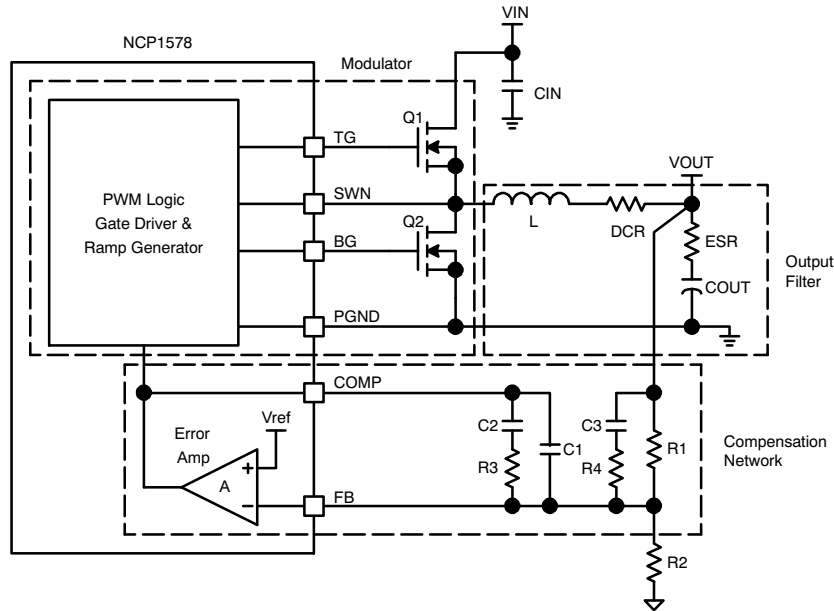 VIN
NCP1578
Modulator
CIN
Q1
TG
VOUT
PWM Logic
Gate Driver &
Ramp Generator
SWN
Q2
L
DCR
ESR
BG
COUT
Output
Filter
PGND
COMP
Vref
C2
C3
Error
Amp
C1
R1
Compensation
Network
R3
R4
+
A
−
FB
R2